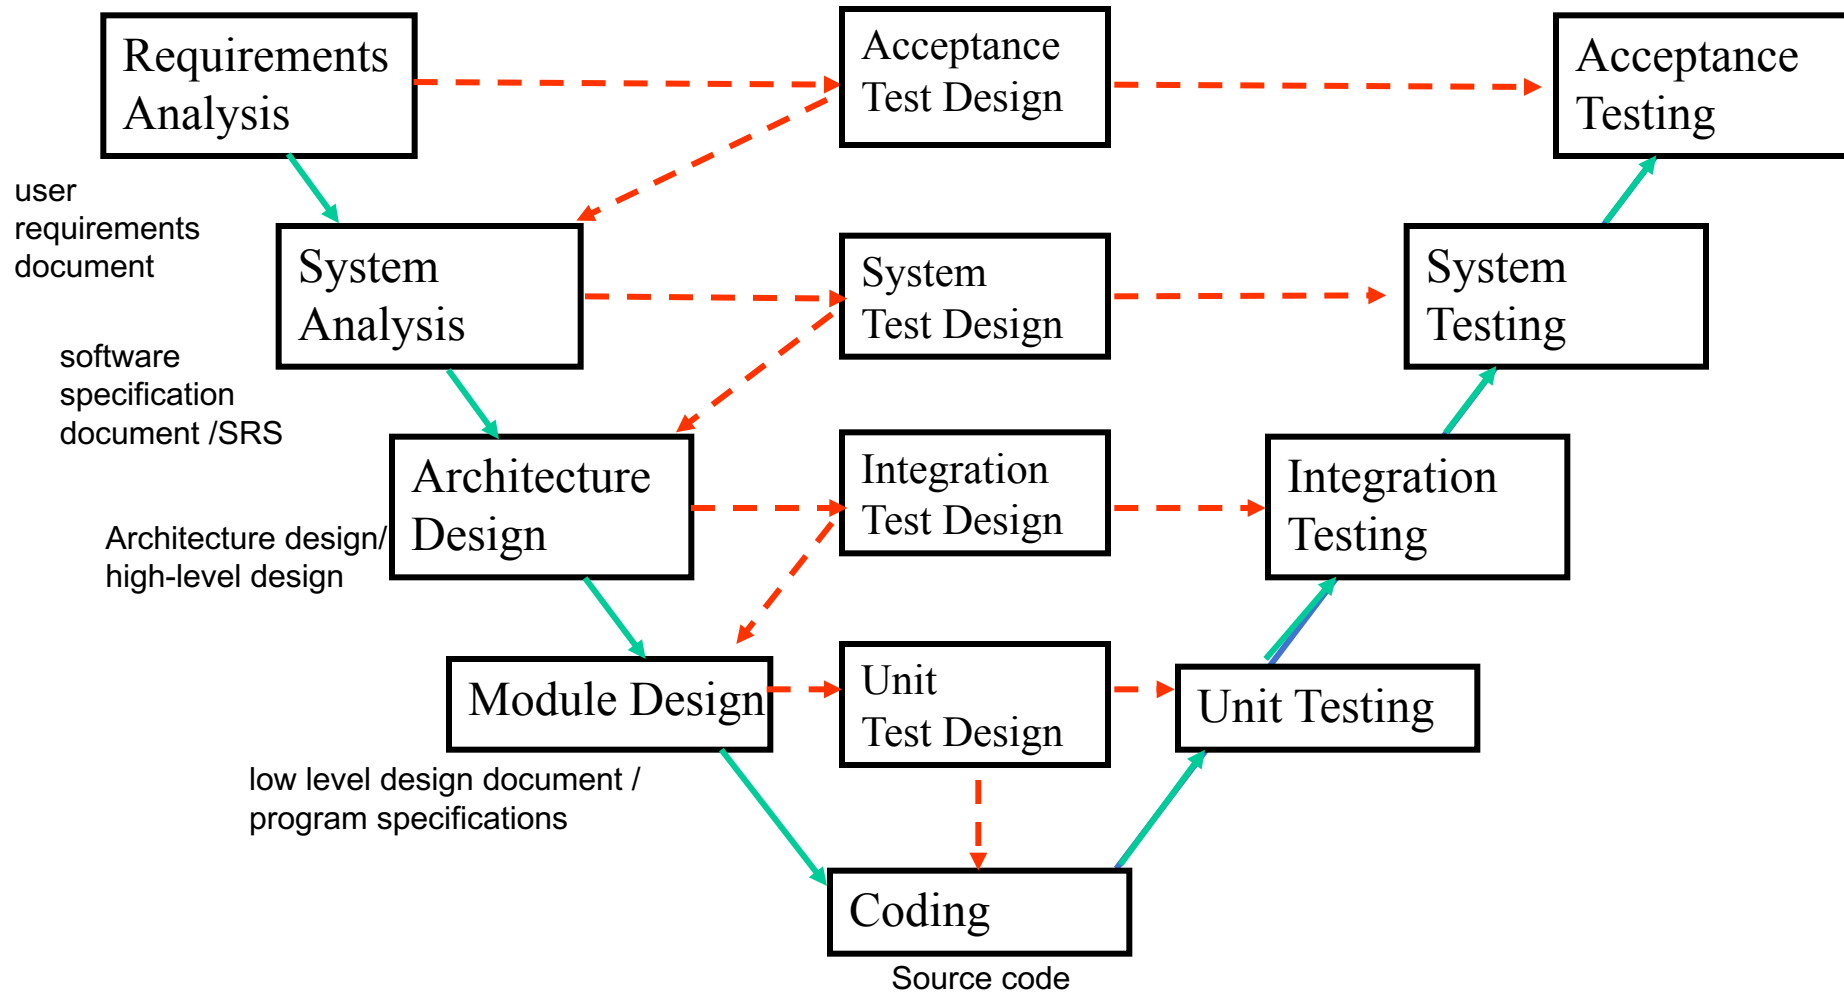 Requirements
Analysis
Acceptance
Test Design
Acceptance
Testing
user
requirements
document
System
Analysis
System
Test Design
System
Testing
software
specification
document /SRS
Architecture
Design
Integration
Test Design
Integration
Testing
Architecture design/
high-level design
Module Design
Unit
Test Design
Unit Testing
low level design document /
program specifications
Coding
Source code